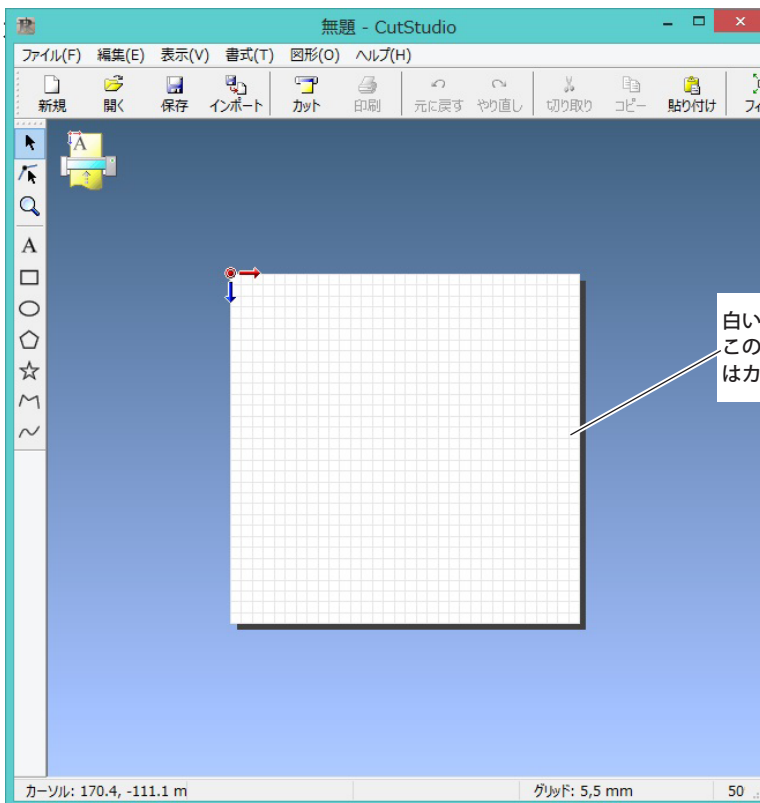 無題 - CutStudio
ファイル(F) 編集(E) 表示(V) 書式(T) 図形(O) ヘルプ(H)
新規 開く 保存 インポート カット 印刷 元に戻す やり直し 切り取り コピー 貼り付け フィ
A
A
白い
この
はカ
カーソル: 170.4, -111.1 m グリッド: 5,5 mm 50